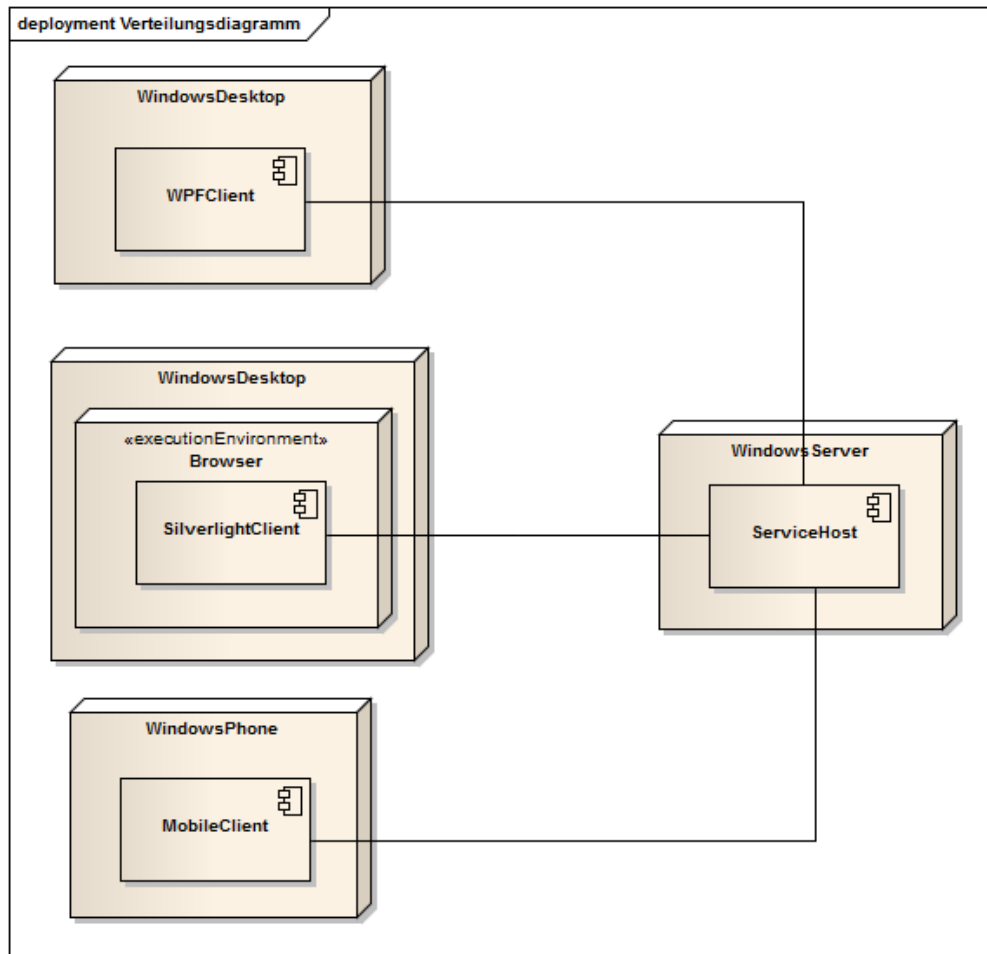 deployment Verteilungsdiagramm
WindowsDesktop
WPFClient
WindowsDesktop
«executionEnvironment»
Browser
SilverlightClient
WindowsServer
ServiceHost
WindowsPhone
MobileClient